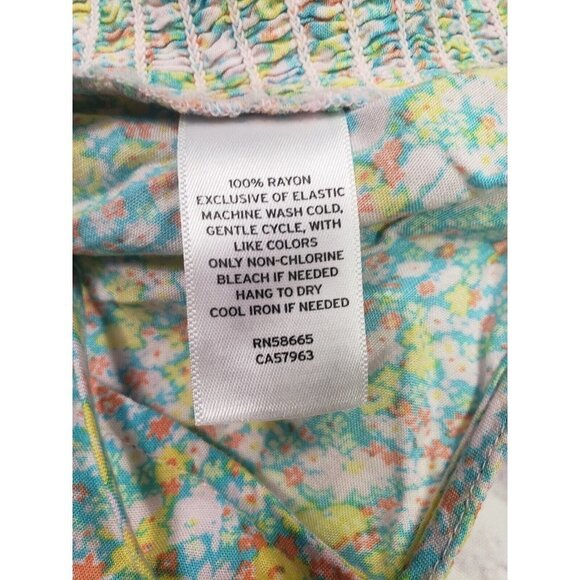 100% RAYON
EXCLUSIVE OF ELASTIC
MACHINE WASH COLD,
GENTLE CYCLE, WITH
LIKE COLORS
ONLY NON-CHLORINE
BLEACH IF NEEDED
HANG TO DRY
COOL IRON IF NEEDED
RN58665
CA57963